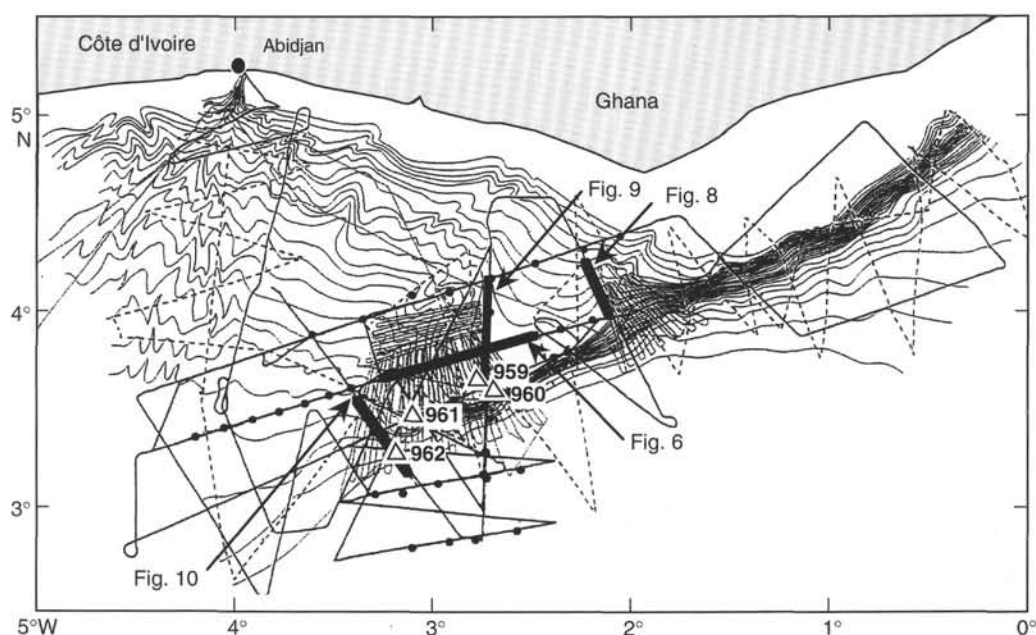 Côte d'Ivoire
Abidjan
Ghana
5°
N
Fig. 9
Fig. 8
4°
959
960
961
962
Fig. 6
3°
Fig. 10
5°W
4°
3°
2°
1°
0°